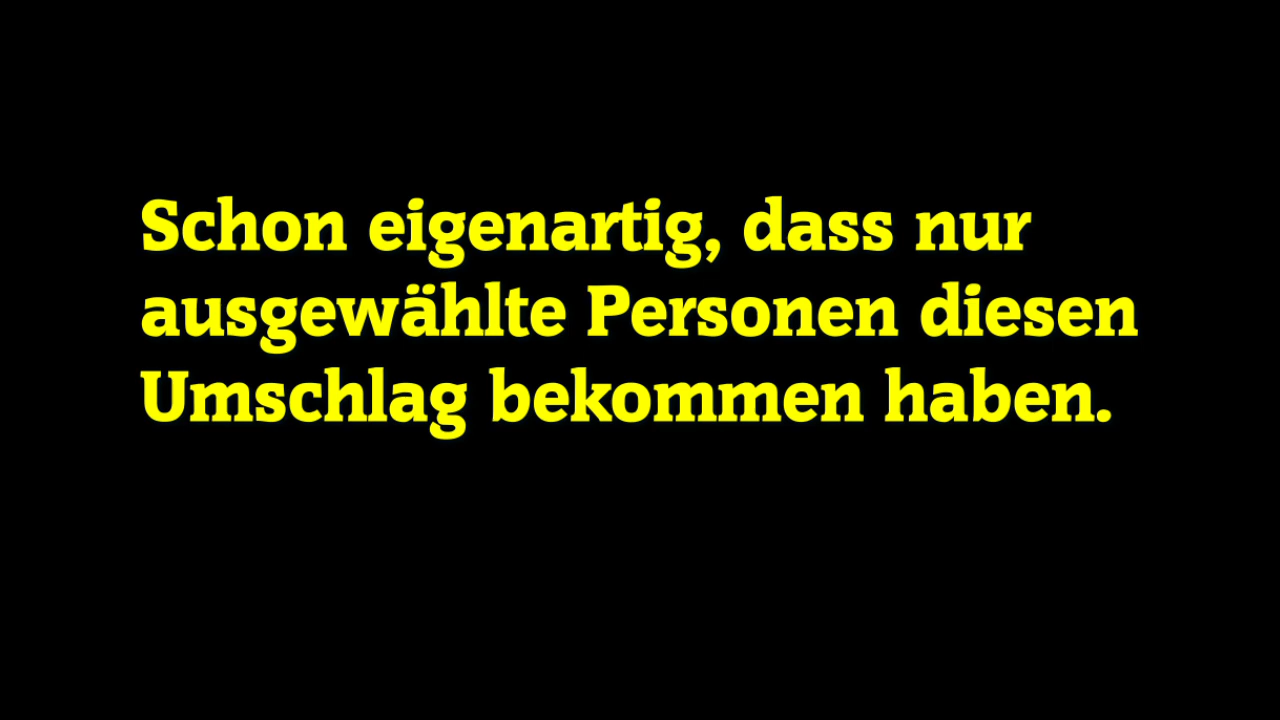 Schon eigenartig, dass nur
ausgewählte Personen diesen
Umschlag bekommen haben.